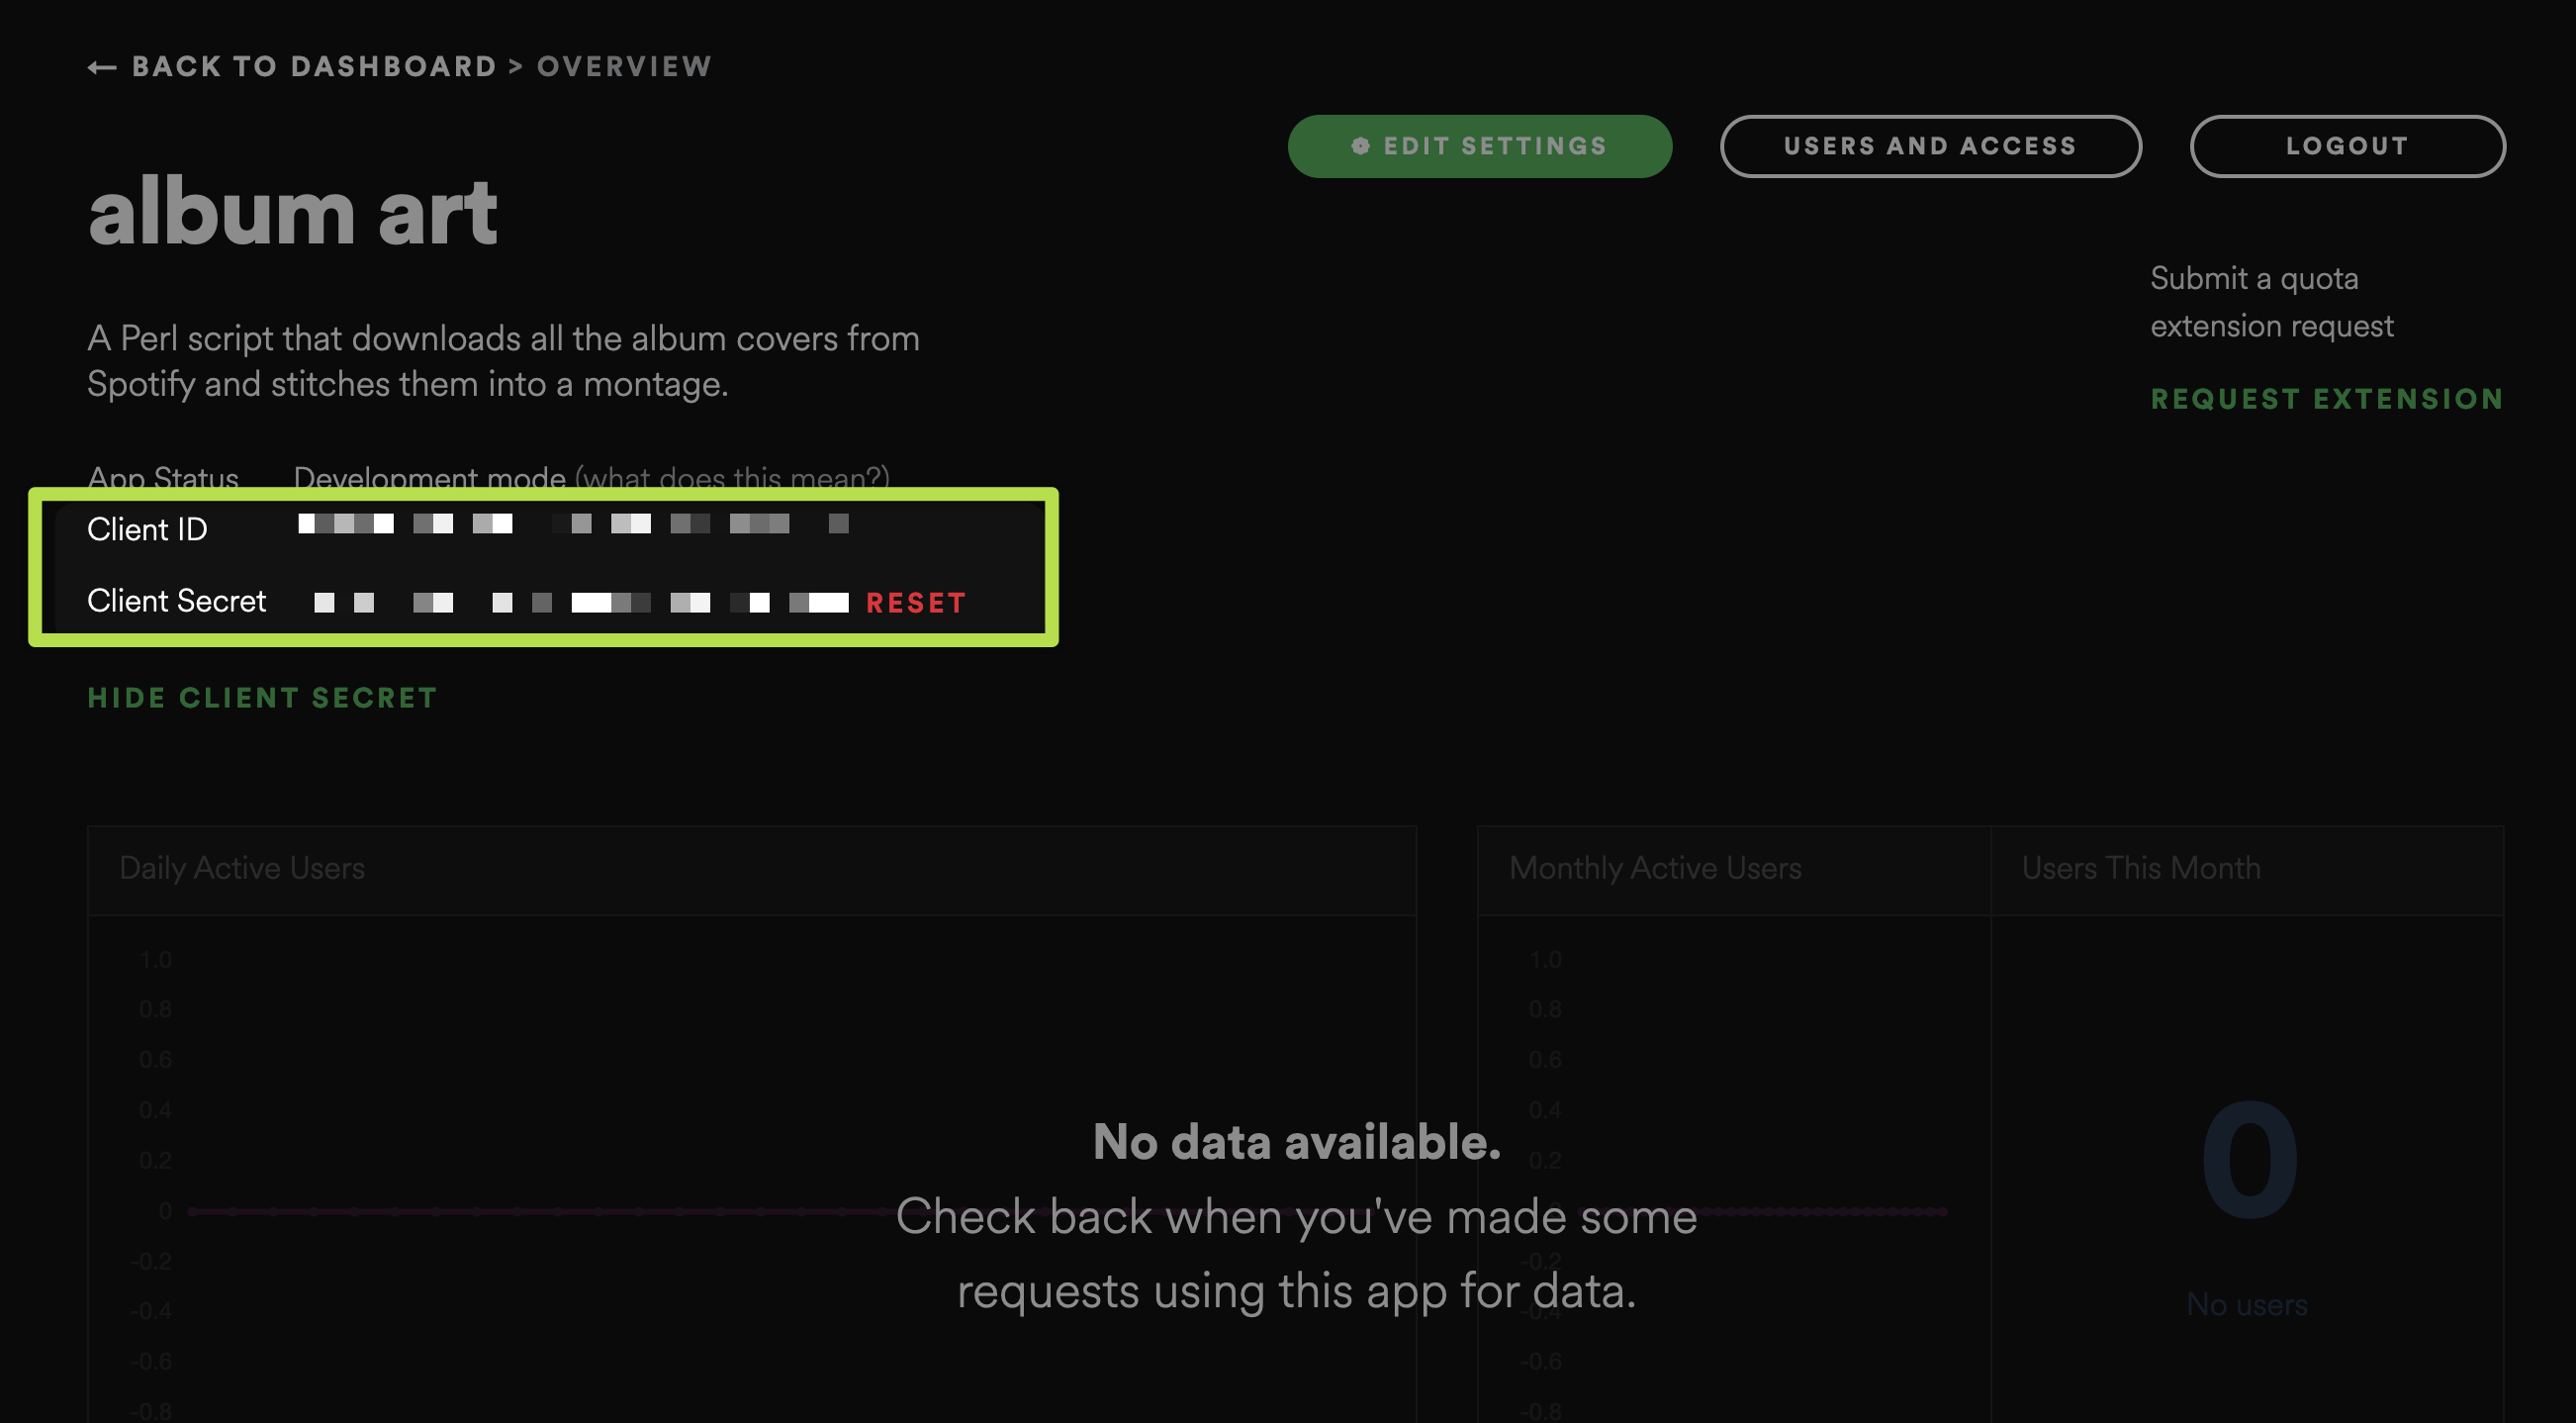 ← BACK TO DASHBOARD > OVERVIEW
EDIT SETTINGS
USERS AND ACCESS
LOGOUT
album art
A Perl script that downloads all the album covers from
Spotify and stitches them into a montage.
Submit a quota
extension request
REQUEST EXTENSION
App Status Development mode (what does this mean?)
Client ID
Client Secret RESET
HIDE CLIENT SECRET
Daily Active Users
1.0
0.8
0.6
0.4
0.2
0
-0.2
-0.4
-0.6
-0.8
Monthly Active Users
1.0
0.8
0.6
0.4
0.2
-0.2
-0.4
-0.6
-0.8
Users This Month
0
No users
No data available.
Check back when you've made some
requests using this app for data.